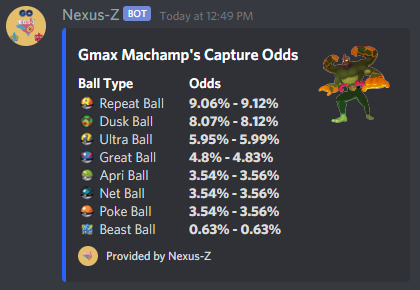 Nexus-Z BOT Today at 12:49 PM
Gmax Machamp's Capture Odds
Ball Type Odds
Repeat Ball 9.06% - 9.12%
Dusk Ball 8.07% - 8.12%
Ultra Ball 5.95% - 5.99%
Great Ball 4.8% - 4.83%
Apri Ball 3.54% - 3.56%
Net Ball 3.54% - 3.56%
Poke Ball 3.54% - 3.56%
Beast Ball 0.63% - 0.63%
Provided by Nexus-Z